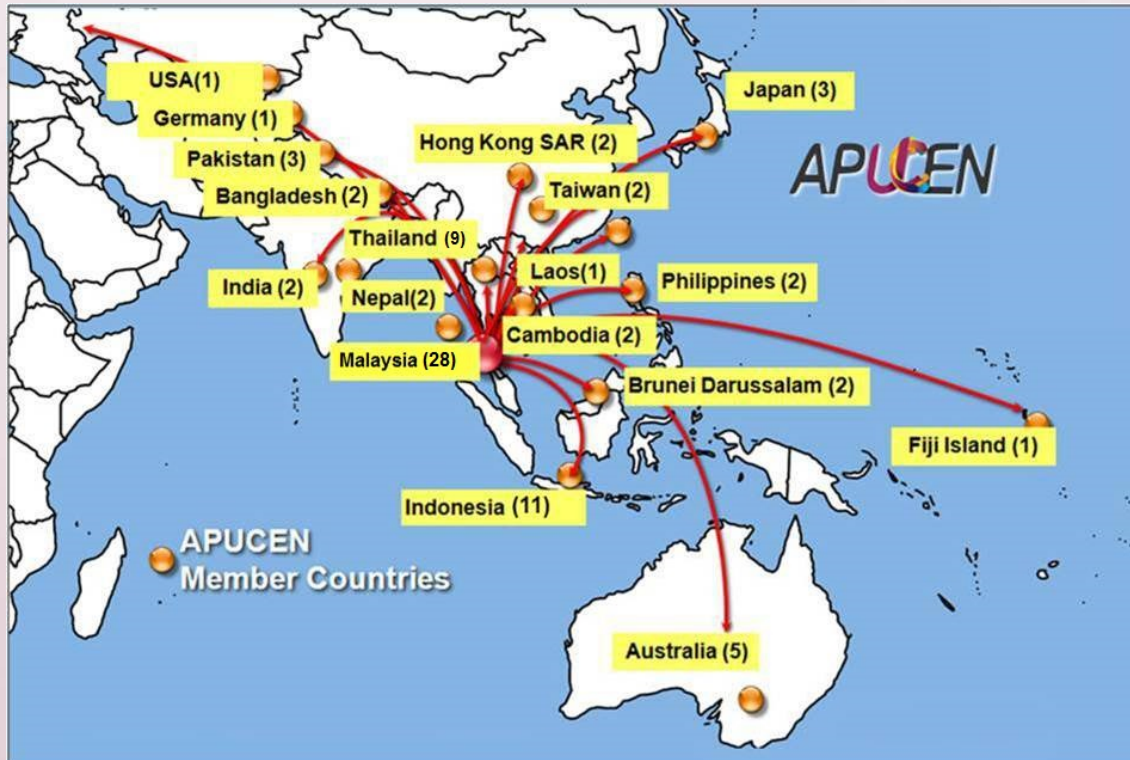 USA(1)
Japan (3)
Germany (1)
Hong Kong SAR (2)
Pakistan (3)
APUCEN
Bangladesh (2)
Taiwan (2)
Thailand (9)
Laos(1)
India (2)
Nepal(2)
Philippines (2)
Cambodia (2)
Malaysia (28)
Brunei Darussalam (2)
Fiji Island (1)
Indonesia (11)
APUCEN
Member Countries
Australia (5)